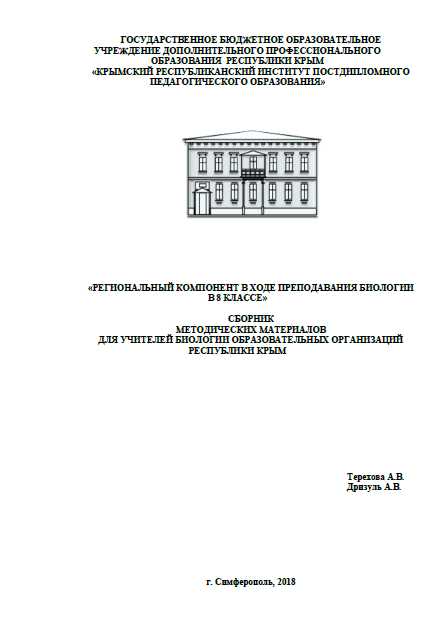 ГОСУДАРСТВЕННОЕ БЮДЖЕТНОЕ ОБРАЗОВАТЕЛЬНОЕ
УЧРЕЖДЕНИЕ ДОПОЛНИТЕЛЬНОГО ПРОФЕССИОНАЛЬНОГО
ОБРАЗОВАНИЯ РЕСПУБЛИКИ КРЫМ
«КРЫМСКИЙ РЕСПУБЛИКАНСКИЙ ИНСТИТУТ ПОСТДИПЛОМНОГО
ПЕДАГОГИЧЕСКОГО ОБРАЗОВАНИЯ»
«РЕГИОНАЛЬНЫЙ КОМПОНЕНТ В ХОДЕ ПРЕПОДАВАНИЯ БИОЛОГИИ
В 8 КЛАССЕ»
СБОРНИК
МЕТОДИЧЕСКИХ МАТЕРИАЛОВ
ДЛЯ УЧИТЕЛЕЙ БИОЛОГИИ ОБРАЗОВАТЕЛЬНЫХ ОРГАНИЗАЦИЙ
РЕСПУБЛИКИ КРЫМ
Терехова А.В.
Дризуль А.В.
г. Симферополь, 2018